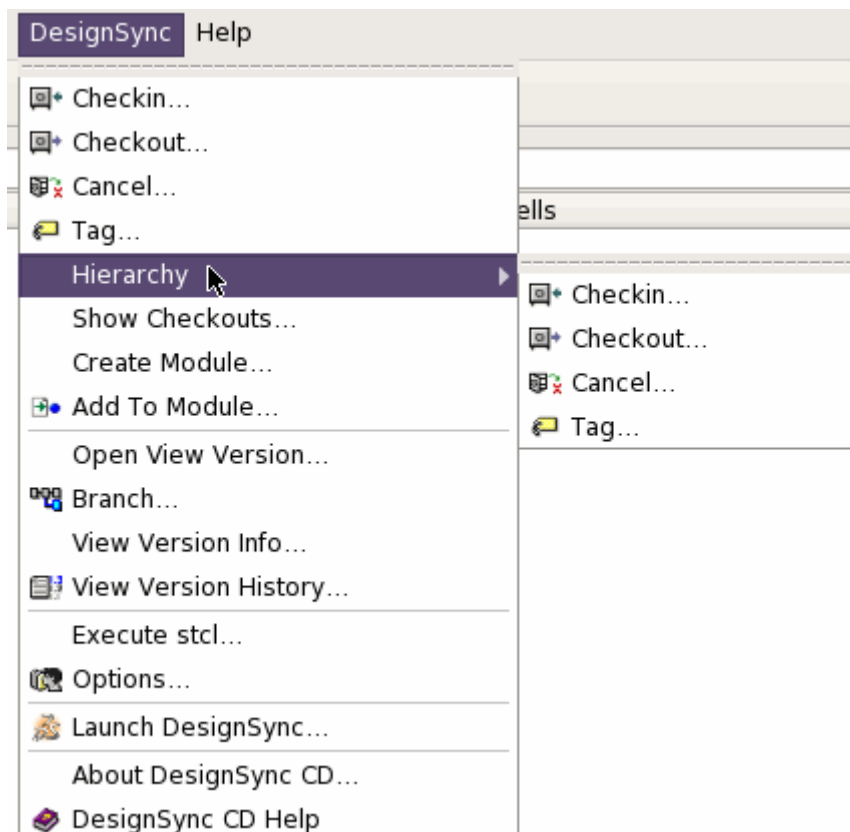 DesignSync Help
Checkin...
Checkout...
Cancel...
Tag...
Hierarchy
Show Checkouts...
Create Module...
Add To Module...
Open View Version...
Branch...
View Version Info...
View Version History...
Execute stcl...
Options...
Launch DesignSync...
About DesignSync CD...
DesignSync CD Help
ells
Checkin...
Checkout...
Cancel...
Tag...